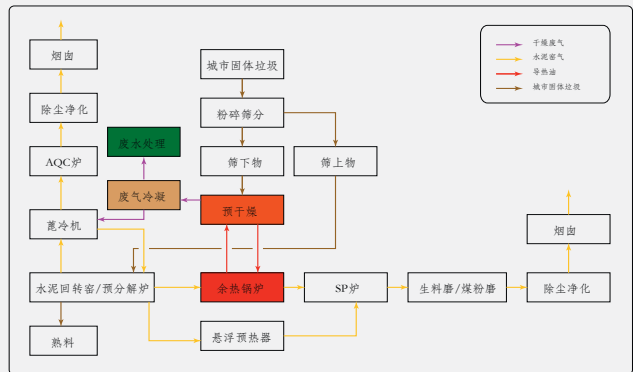 烟囱
城市固体垃圾
干燥废气
水泥窑气
导热油
城市固体垃圾
除尘净化
粉碎筛分
废水处理
AQC炉
筛下物
筛上物
废气冷凝
预干燥
篦冷机
烟囱
水泥回转窑/预分解炉
余热锅炉
SP炉
生料磨/煤粉磨
除尘净化
熟料
悬浮预热器